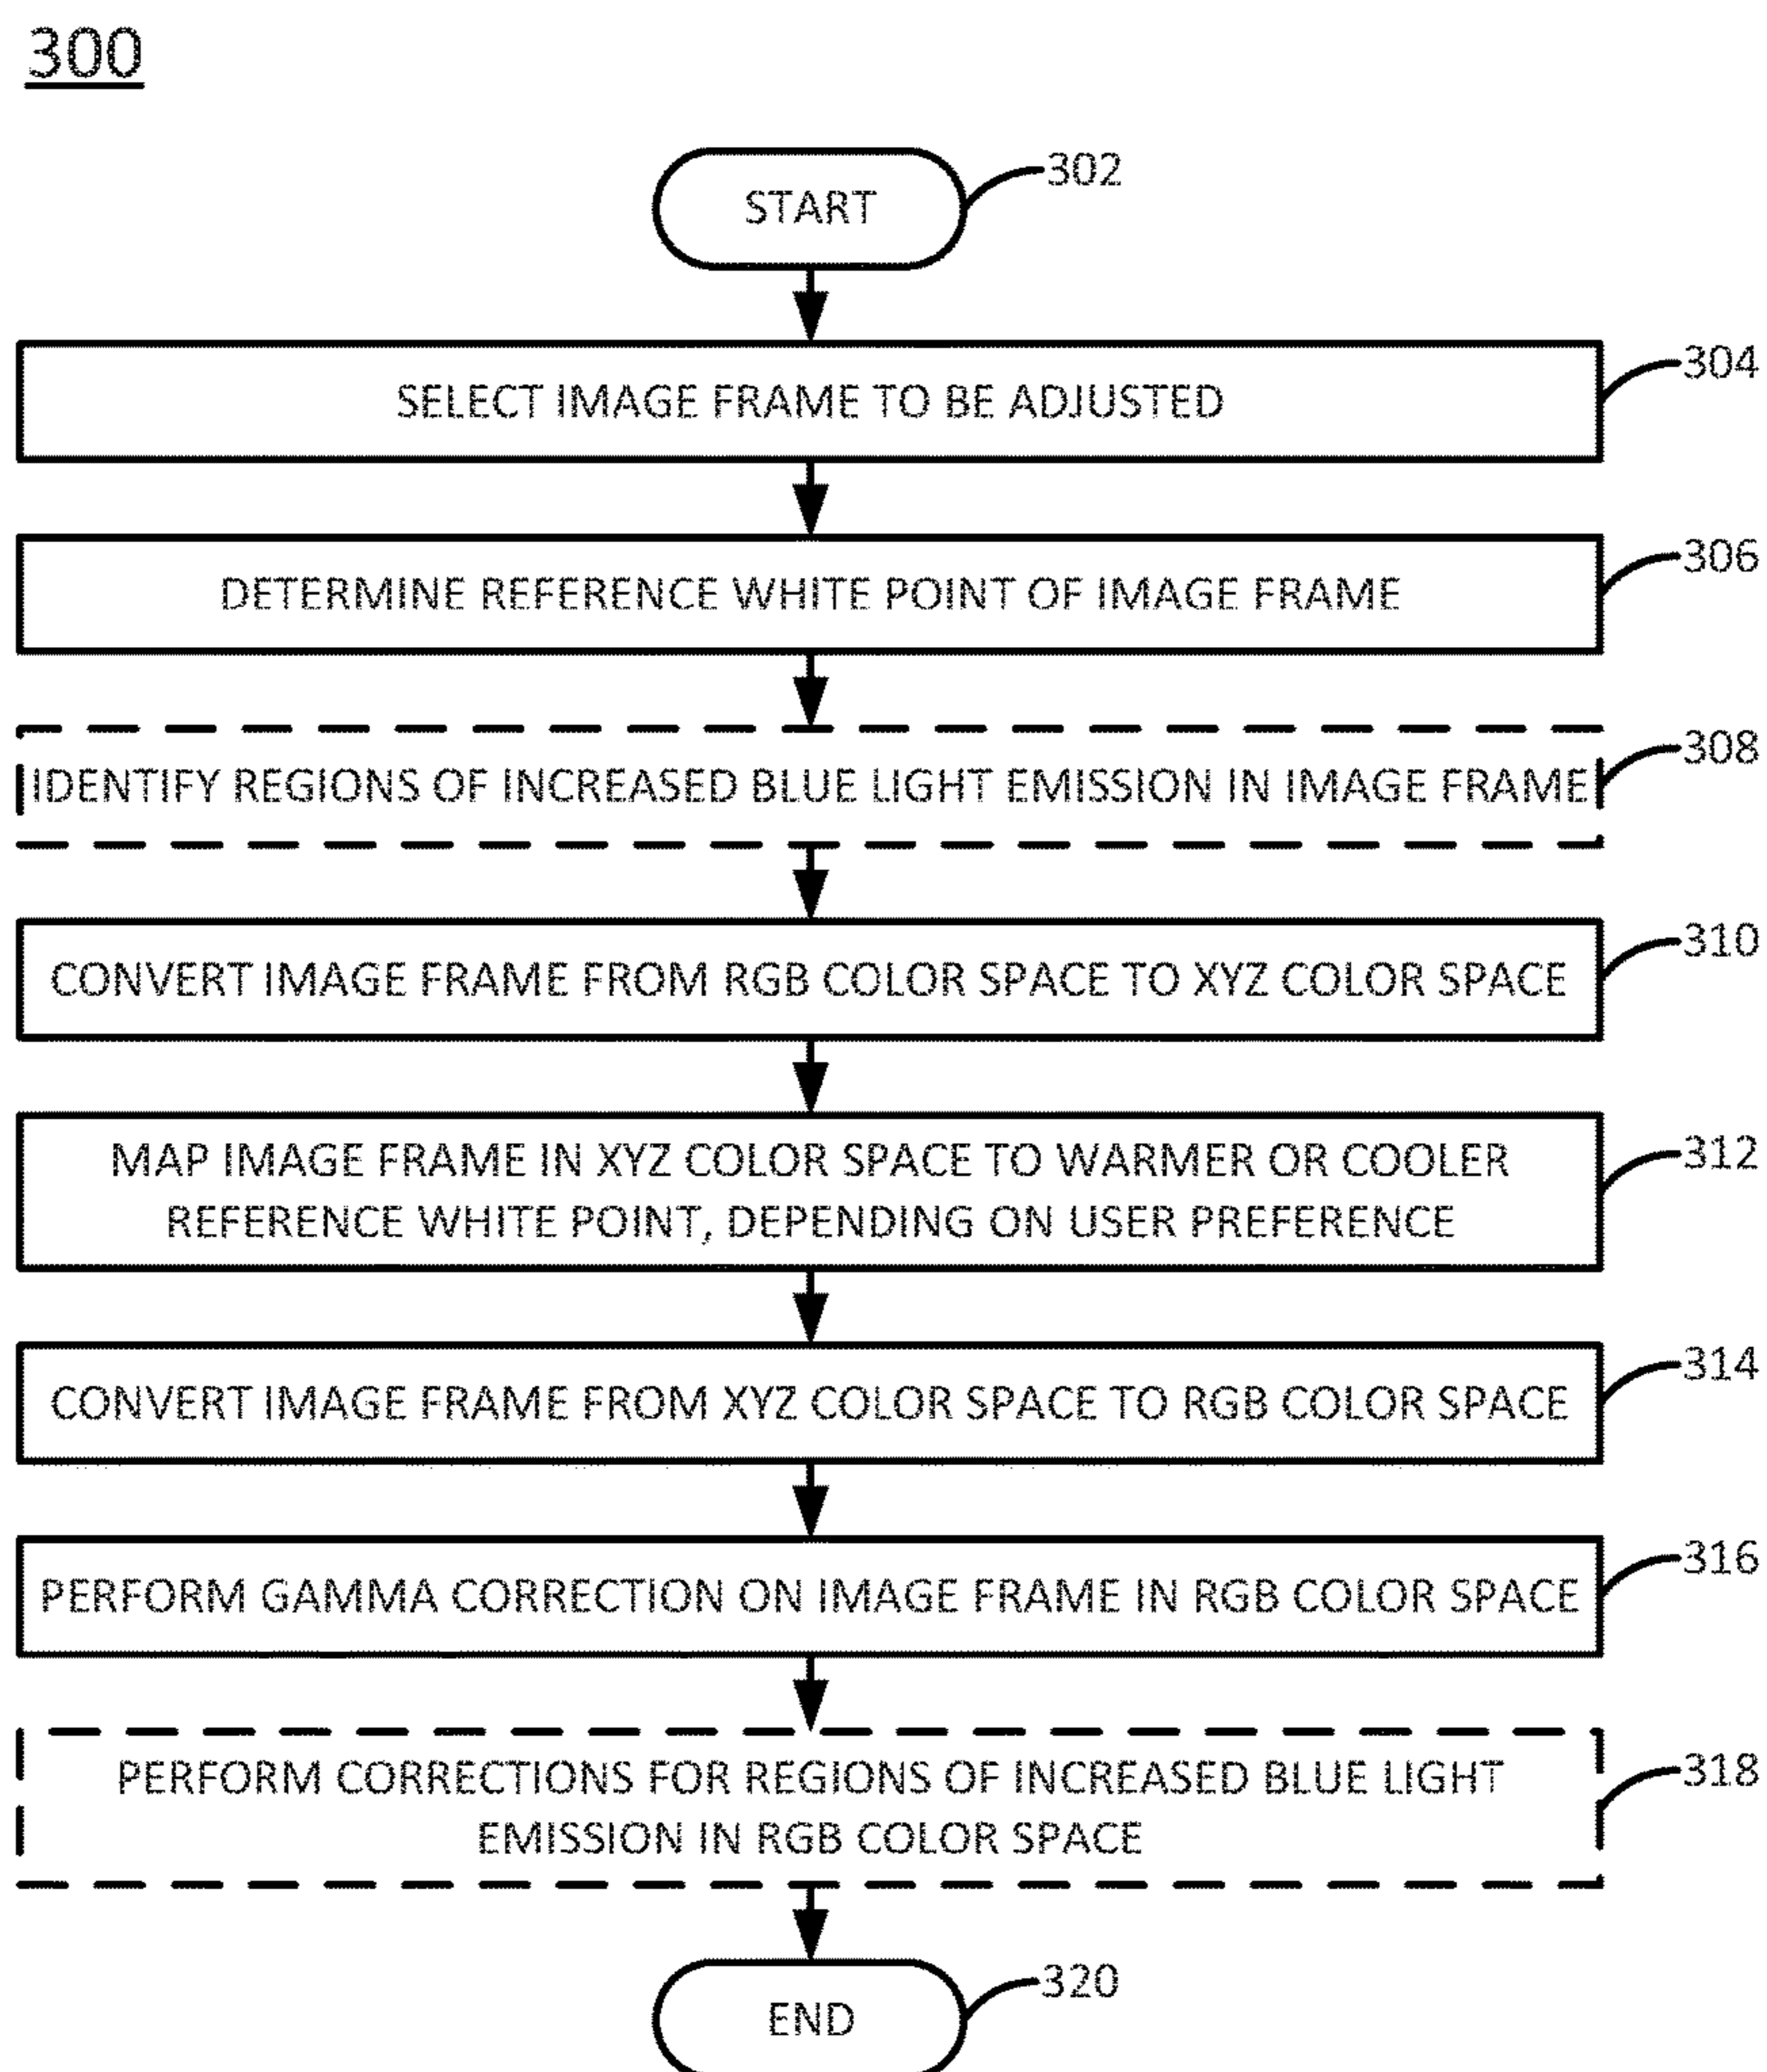 300
START
302
SELECT IMAGE FRAME TO BE ADJUSTED
304
DETERMINE REFERENCE WHITE POINT OF IMAGE FRAME
306
IDENTIFY REGIONS OF INCREASED BLUE LIGHT EMISSION IN IMAGE FRAME
308
CONVERT IMAGE FRAME FROM RGB COLOR SPACE TO XYZ COLOR SPACE
310
MAP IMAGE FRAME IN XYZ COLOR SPACE TO WARMER OR COOLER
REFERENCE WHITE POINT, DEPENDING ON USER PREFERENCE
312
CONVERT IMAGE FRAME FROM XYZ COLOR SPACE TO RGB COLOR SPACE
314
PERFORM GAMMA CORRECTION ON IMAGE FRAME IN RGB COLOR SPACE
316
PERFORM CORRECTIONS FOR REGIONS OF INCREASED BLUE LIGHT
EMISSION IN RGB COLOR SPACE
318
END
320